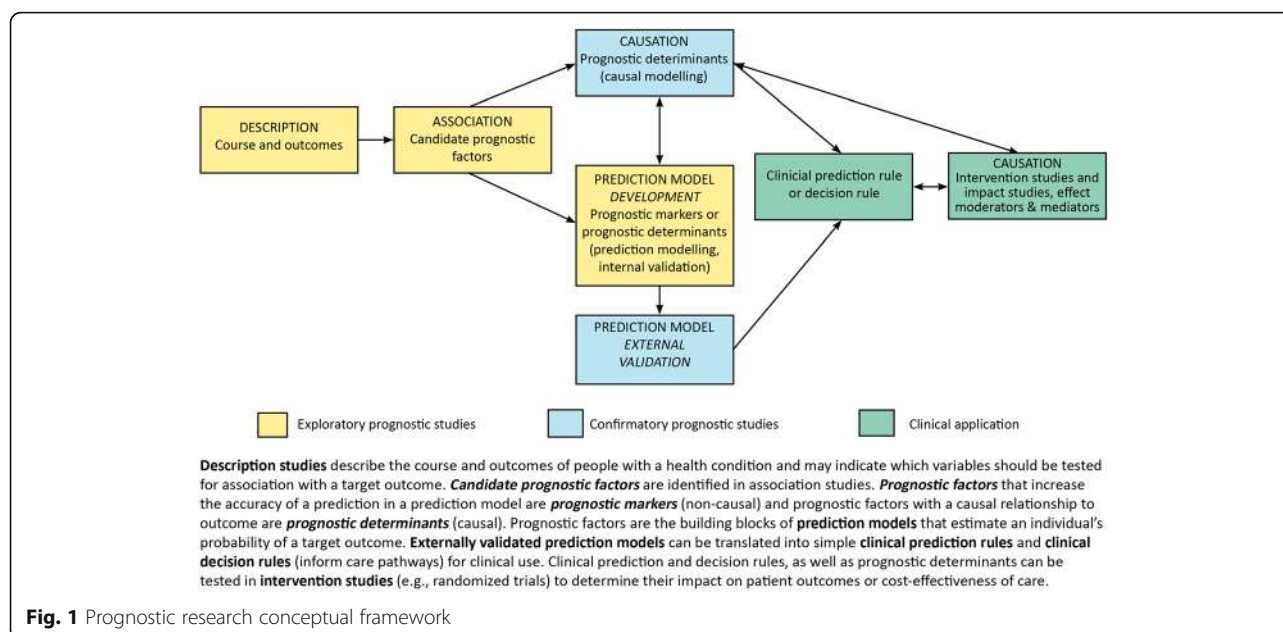 CAUSATION
Prognostic deteriminants
(causal modelling)
DESCRIPTION
Course and outcomes
ASSOCIATION
Candidate prognostic
factors
PREDICTION MODEL
DEVELOPMENT
Prognostic markers or
prognostic determinants
(prediction modelling,
internal validation)
Clinicial prediction rule
or decision rule
CAUSATION
Intervention studies and
impact studies, effect
moderators & mediators
PREDICTION MODEL
EXTERNAL
VALIDATION
Exploratory prognostic studies
Confirmatory prognostic studies
Clinical application
Description studies describe the course and outcomes of people with a health condition and may indicate which variables should be tested
for association with a target outcome. Candidate prognostic factors are identified in association studies. Prognostic factors that increase
the accuracy of a prediction in a prediction model are prognostic markers (non-causal) and prognostic factors with a causal relationship to
outcome are prognostic determinants (causal). Prognostic factors are the building blocks of prediction models that estimate an individual's
probability of a target outcome. Externally validated prediction models can be translated into simple clinical prediction rules and clinical
decision rules (inform care pathways) for clinical use. Clinical prediction and decision rules, as well as prognostic determinants can be
tested in intervention studies (e.g., randomized trials) to determine their impact on patient outcomes or cost-effectiveness of care.
Fig. 1 Prognostic research conceptual framework